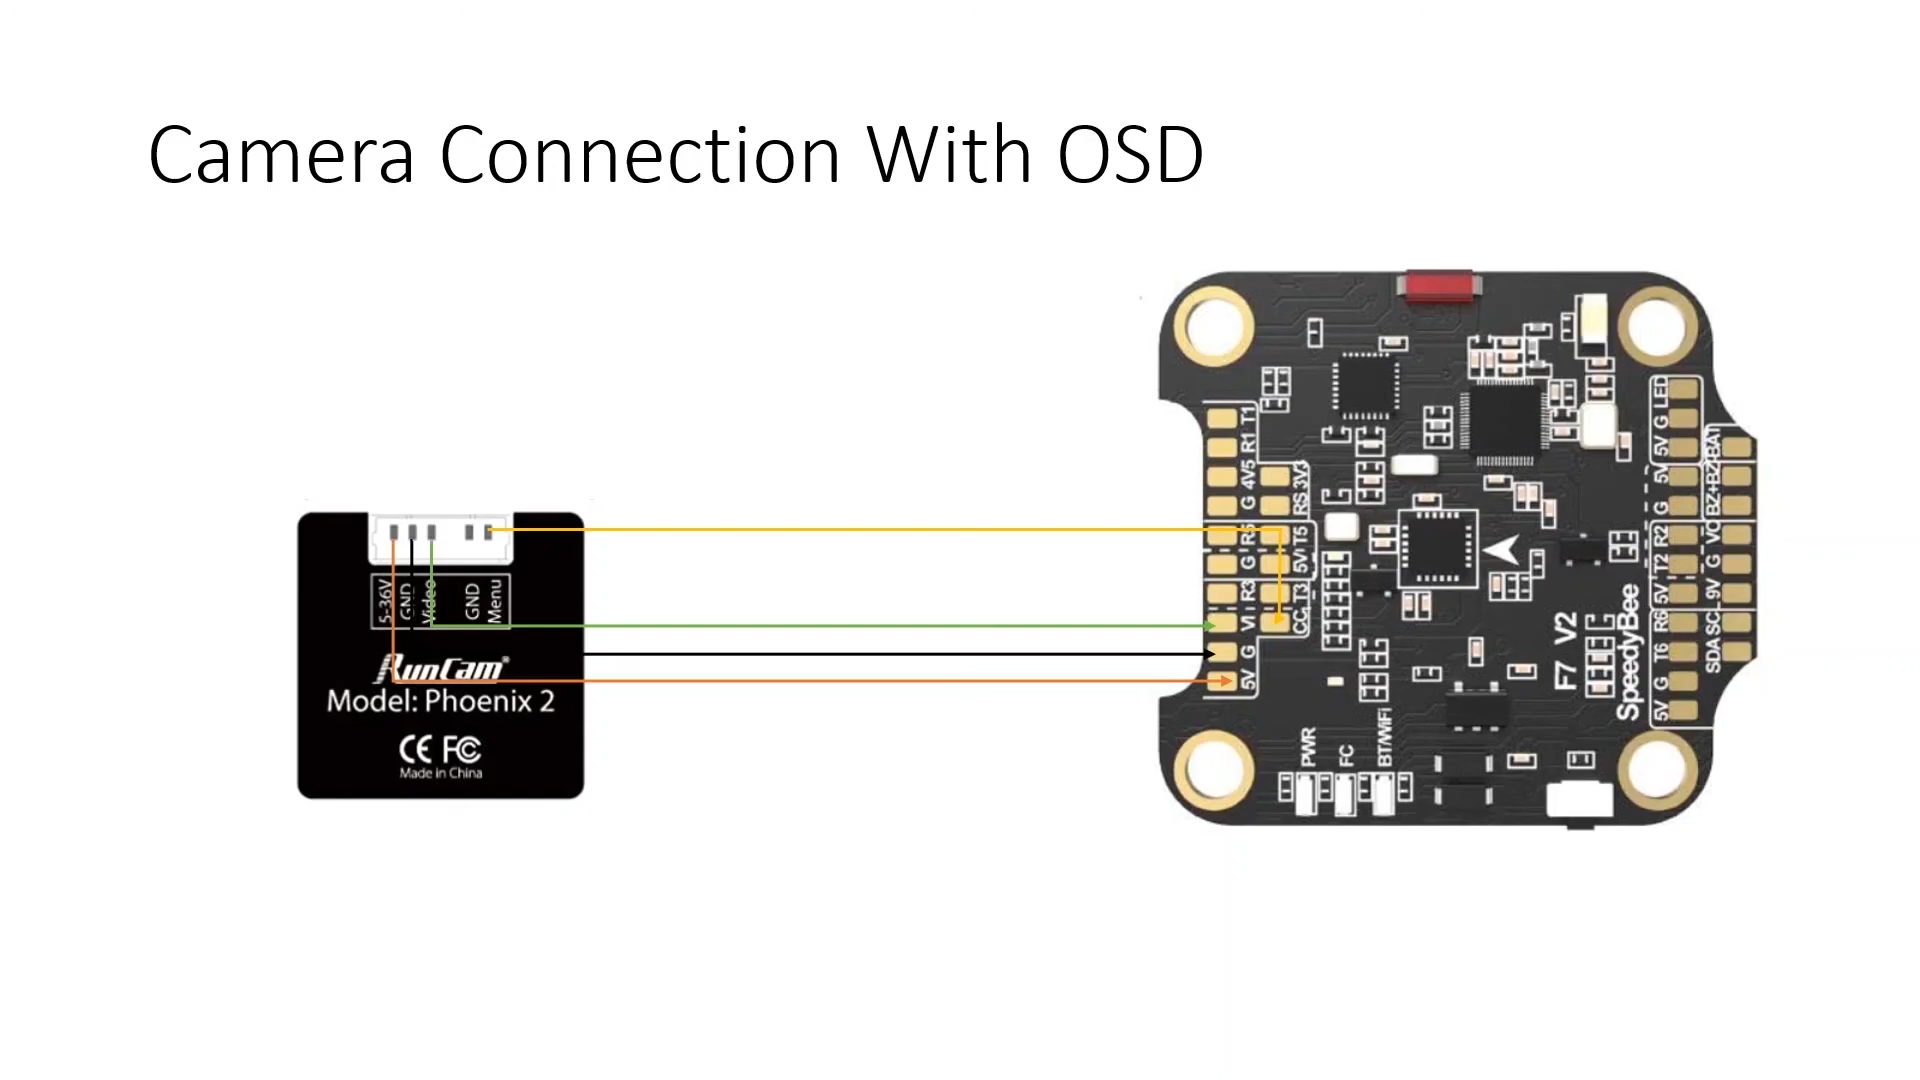 Camera Connection With OSD
5-36V
GND
Video
GND
Menu
RunCam®
Model: Phoenix 2
CE FC
Made in China
T1
R1
4V5
G
3V3
RS
R5
T5
G
5V
R3
T3
VI
CC
G
5V
PWR
FC
BT/WiFi
LED
G
5V
5V
G
R2
T2
5V
R6
T6
G
5V
BAT
BZ-
BZ+
G
9V
SDA
F7 V2
SpeedyBee